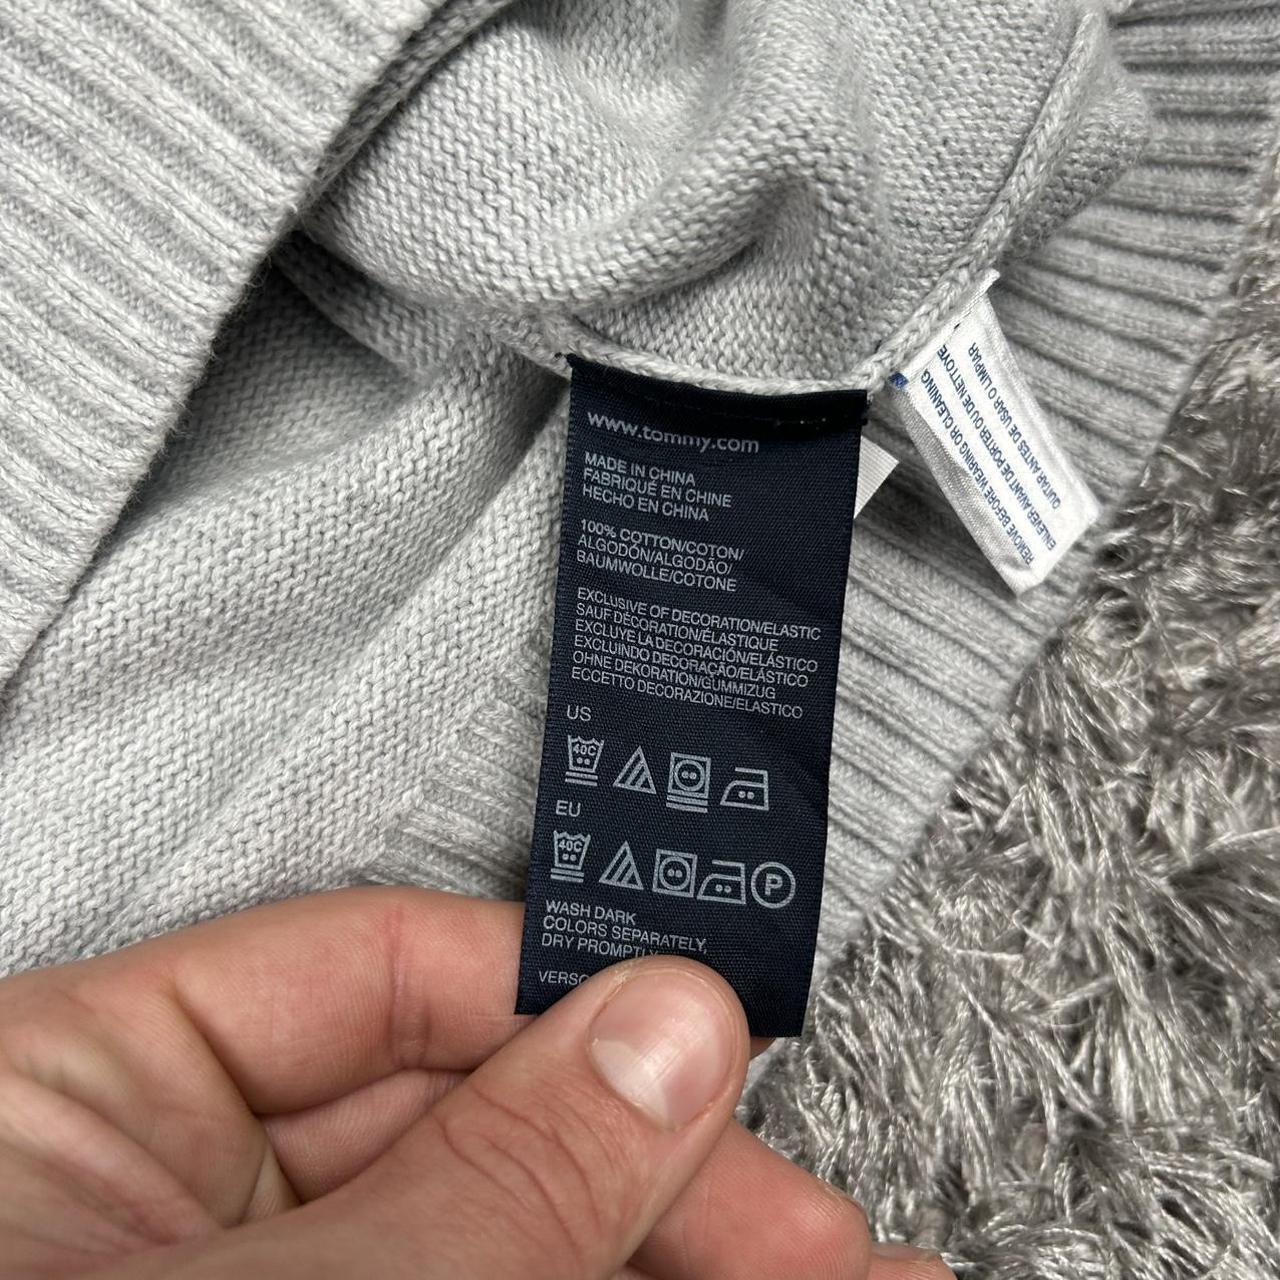 www.tommy.com
MADE IN CHINA
FABRIQUÉ EN CHINE
HECHO EN CHINA
100% COTTON/COTON/
ALGODÓN/ALGODÃO/
BAUMWOLLE/COTONE
EXCLUSIVE OF DECORATION/ELASTIC
SAUF DÉCORATION/ÉLASTIQUE
EXCLUYE LA DECORACIÓN/ELÁSTICO
EXCLUINDO DECORAÇÃO/ELÁSTICO
OHNE DEKORATION/GUMMIZUG
ECCETTO DECORAZIONE/ELASTICO
US
40C
EU
40C
P
WASH DARK
COLORS SEPARATELY,
DRY PROMPTLY
REMOVE BEFORE WEARING OR CLEANING
ENLEVER AVANT DE PORTER OU DE NETTOYE
QUITAR ANTES DE USAR O LIMPIAR